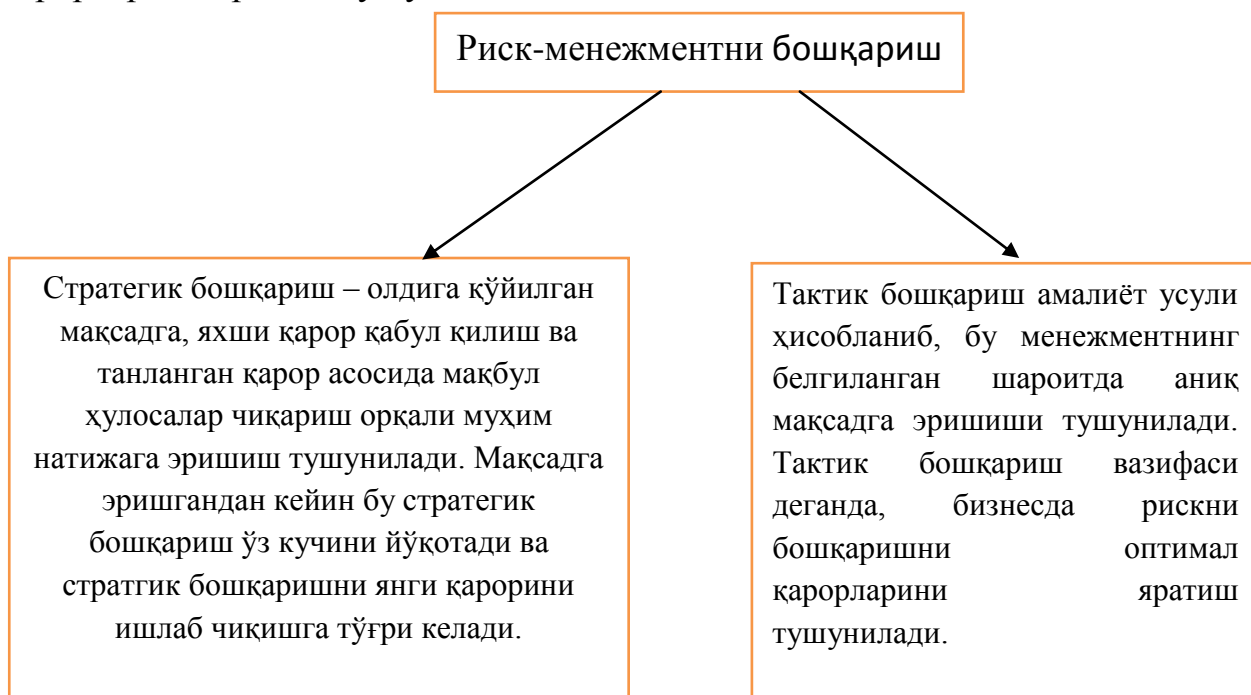 Риск-менежментни бошқариш
Стратегик бошқариш – олдига қўйилган
мақсадга, яхши қарор қабул қилиш ва
танланган қарор асосида мақбул
ҳулосалар чиқариш орқали муҳим
натижага эришиш тушунилади. Мақсадга
эришгандан кейин бу стратегик
бошқариш ўз кучини йўқотади ва
стратгик бошқаришни янги қарорини
ишлаб чиқишга тўғри келади.
Тактик бошқариш амалиёт усули
ҳисобланиб, бу менежментнинг
белгиланган шароитда аниқ
мақсадга эришиши тушунилади.
Тактик бошқариш вазифаси
деганда, бизнесда рискни
бошқаришни оптимал
қарорларини яратиш
тушунилади.